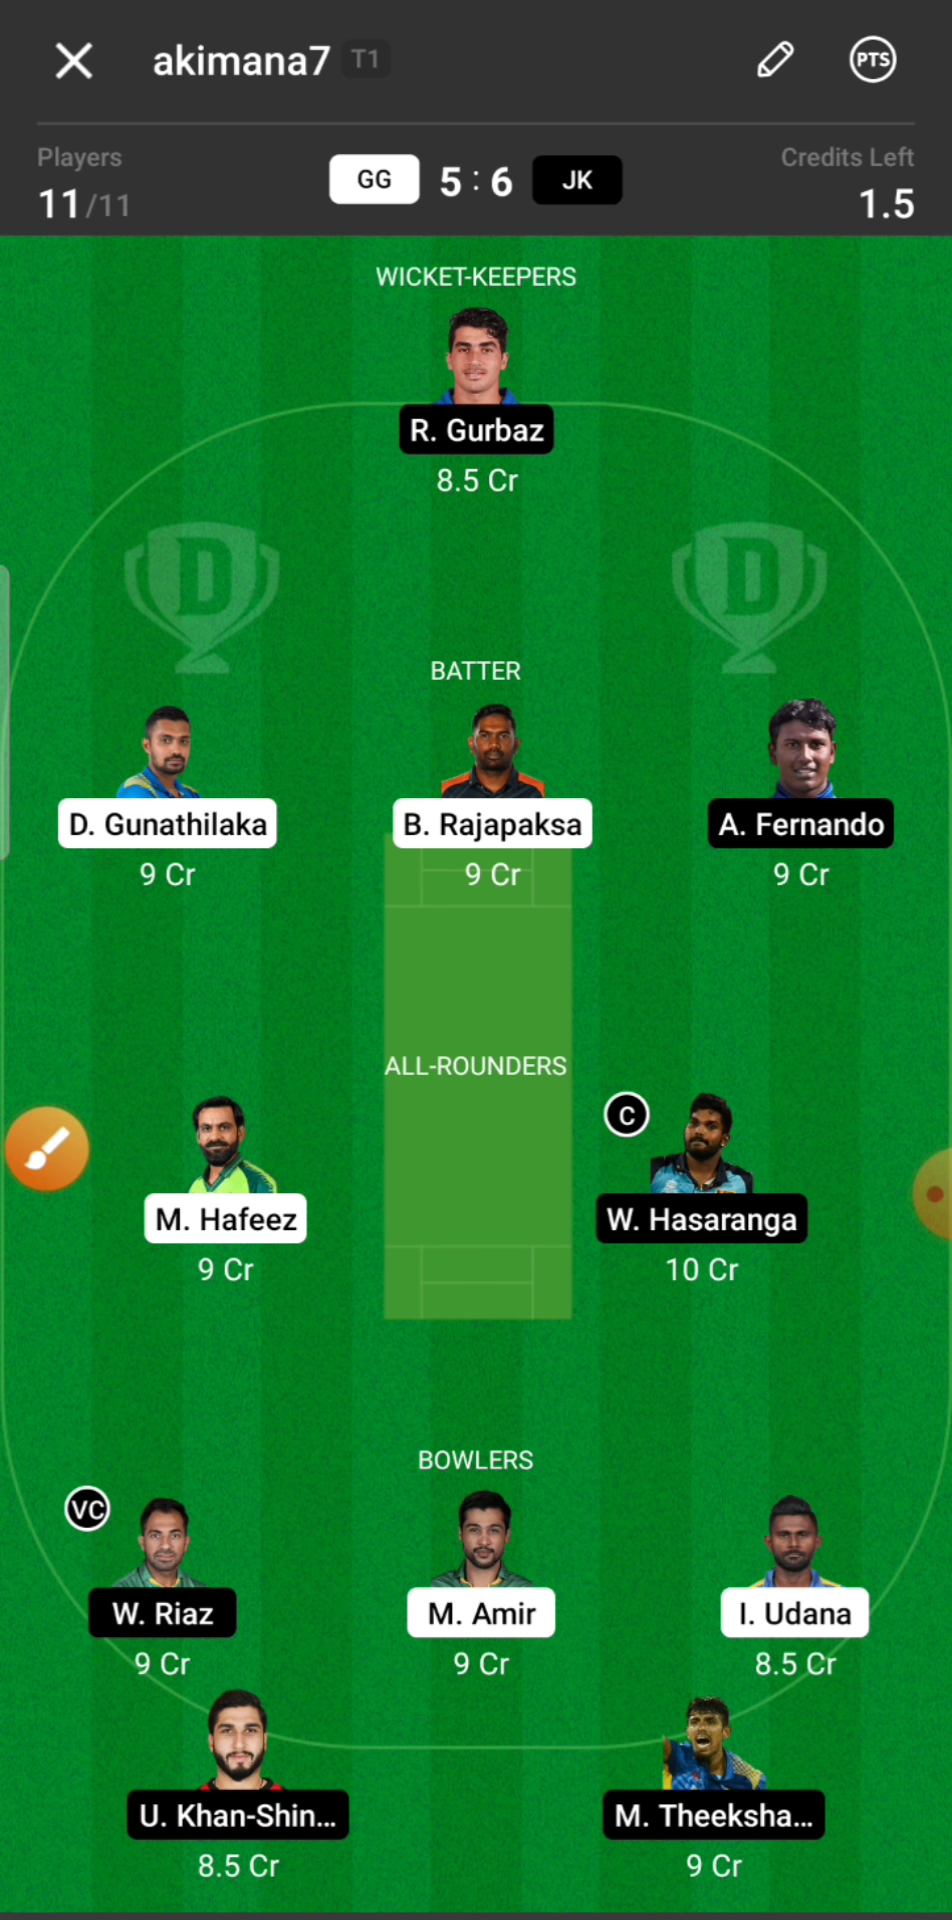 akimana7 T1 PTS
Players Credits Left
11/11 GG 5 : 6 JK 1.5
WICKET-KEEPERS
R. Gurbaz
8.5 Cr
D D
BATTER
D. Gunathilaka B. Rajapaksa A. Fernando
9 Cr 9 Cr 9 Cr
ALL-ROUNDERS
C
M. Hafeez W. Hasaranga
9 Cr 10 Cr
BOWLERS
VC
W. Riaz M. Amir I. Udana
9 Cr 9 Cr 8.5 Cr
U. Khan-Shin... M. Theeksha...
8.5 Cr 9 Cr